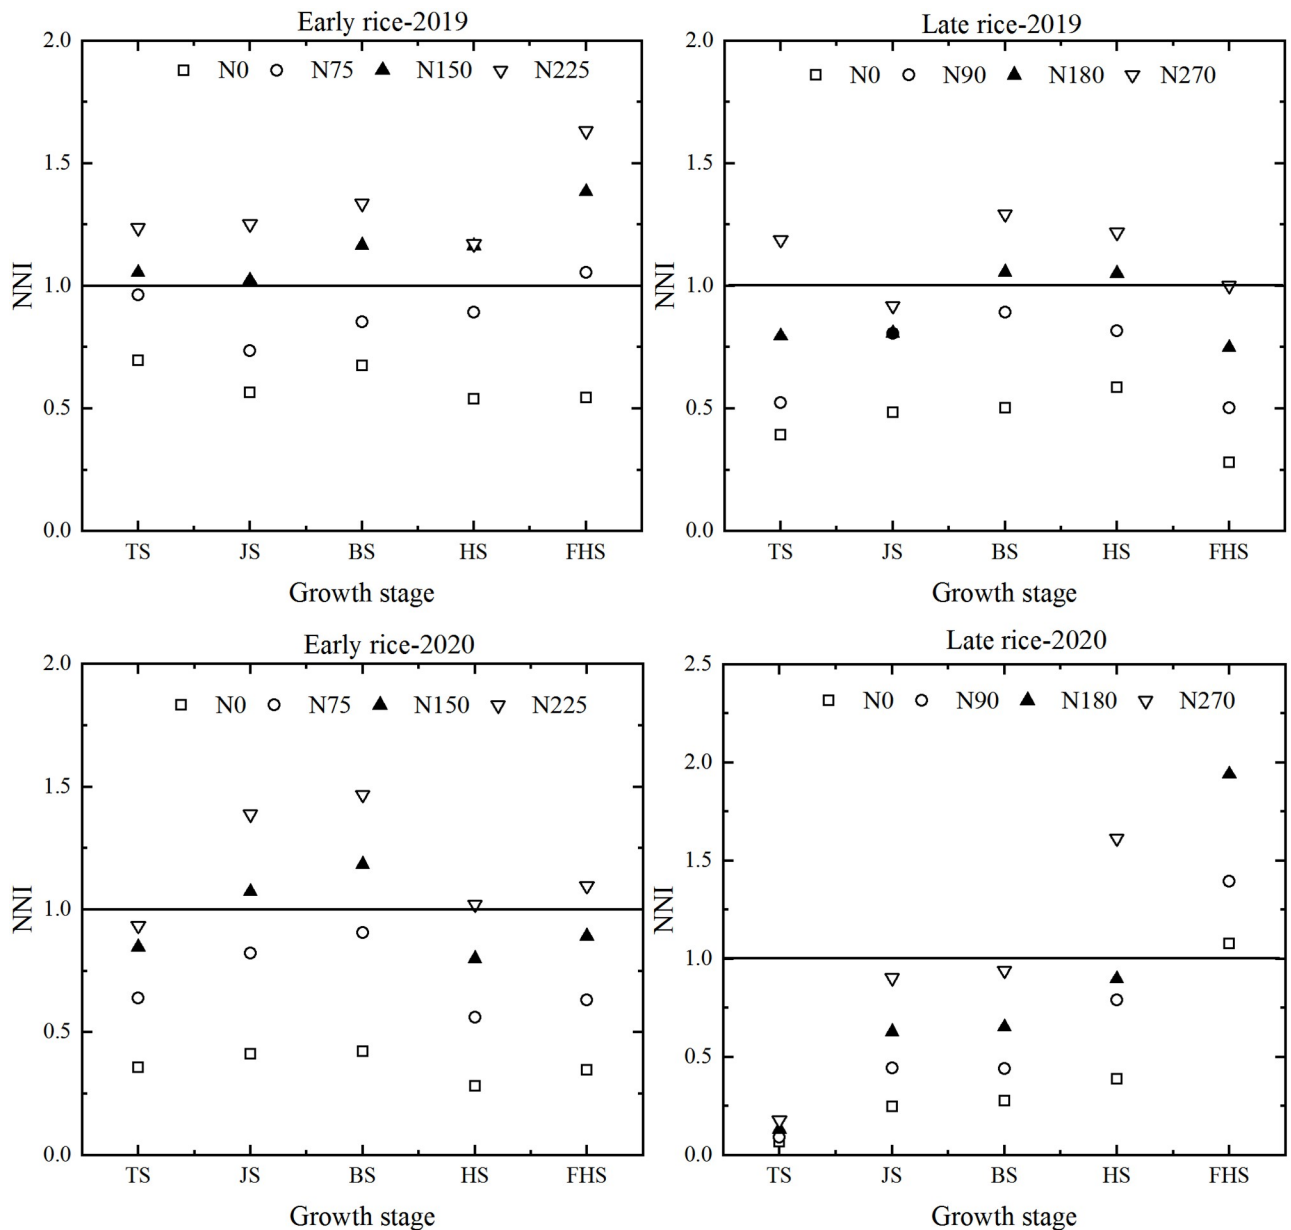 Early rice-2019
N0 N75 N150 N225
2.0
1.5
1.0
0.5
0.0
NNI
TS JS BS HS FHS
Growth stage
Late rice-2019
N0 N90 N180 N270
2.0
1.5
1.0
0.5
0.0
NNI
TS JS BS HS FHS
Growth stage
Early rice-2020
N0 N75 N150 N225
2.0
1.5
1.0
0.5
0.0
NNI
TS JS BS HS FHS
Growth stage
Late rice-2020
N0 N90 N180 N270
2.5
2.0
1.5
1.0
0.5
0.0
NNI
TS JS BS HS FHS
Growth stage